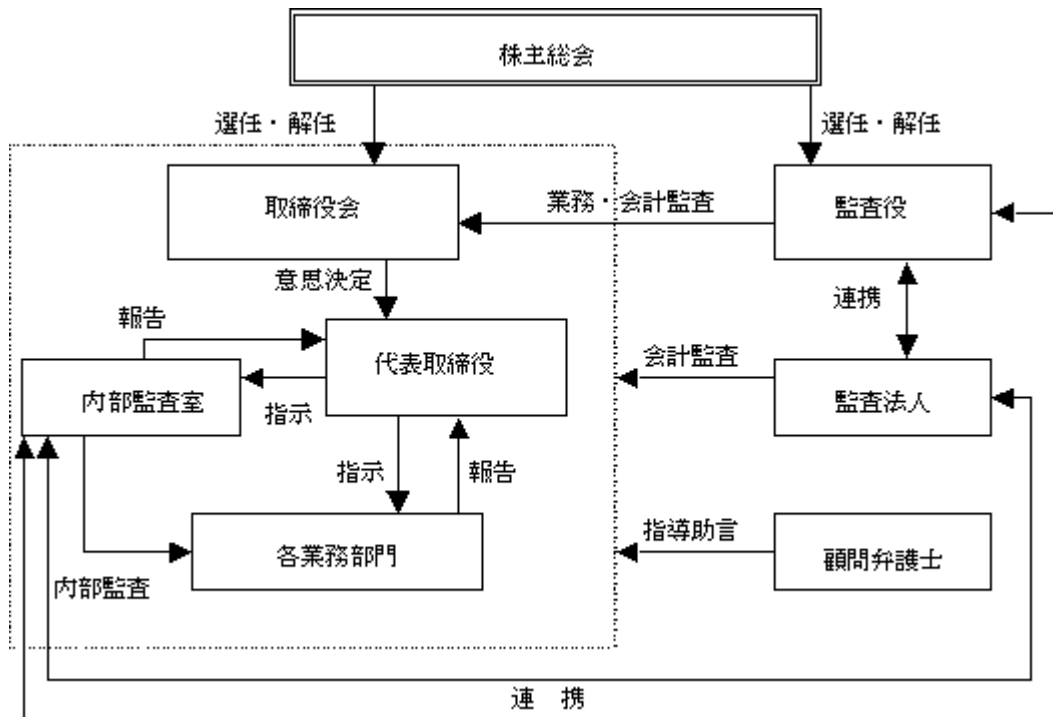 株主総会
選任・解任
選任・解任
取締役会
業務・会計監査
監査役
意思決定
連携
報告
代表取締役
会計監査
内部監査室
監査法人
指示
指示
報告
各業務部門
指導助言
顧問弁護士
内部監査
連 携